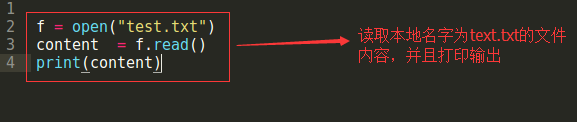 1
2 f = open("test.txt")
3 content  = f.read()
4 print(content)
读取本地名字为text.txt的文件
内容，并且打印输出